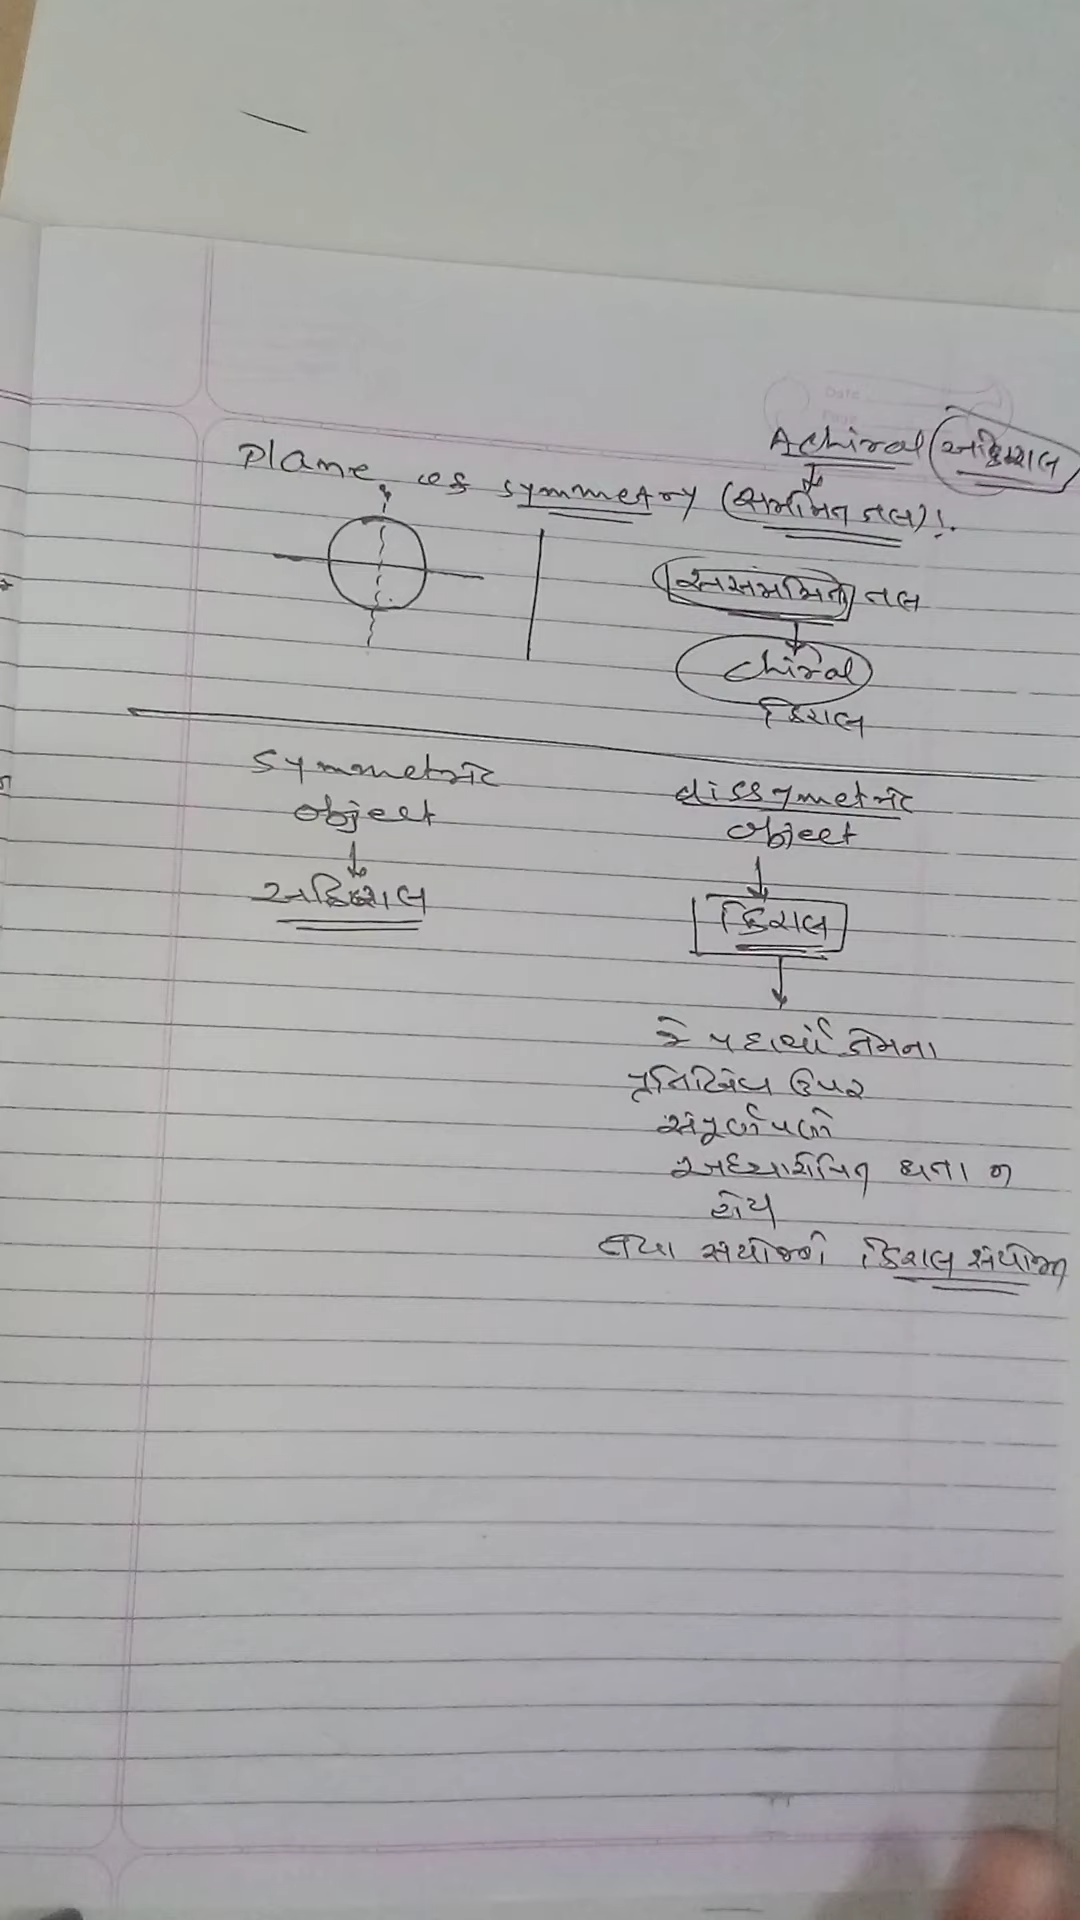 Achiral (અકિરાલ)
Plane of symmetry (સમમિત તલ) :.
અસમમિતિ તલ
chiral
કિરાલ
Symmetric
object
અકિરાલ
dissymetric
object
કિરાલ
જે પદાર્થો તેમના
પ્રતિબિંબ ઉપર
સંપૂર્ણપણે
અધ્યારોપિત થતા ન
હોય
તેવા સંયોજનો કિરાલ સંયોજન